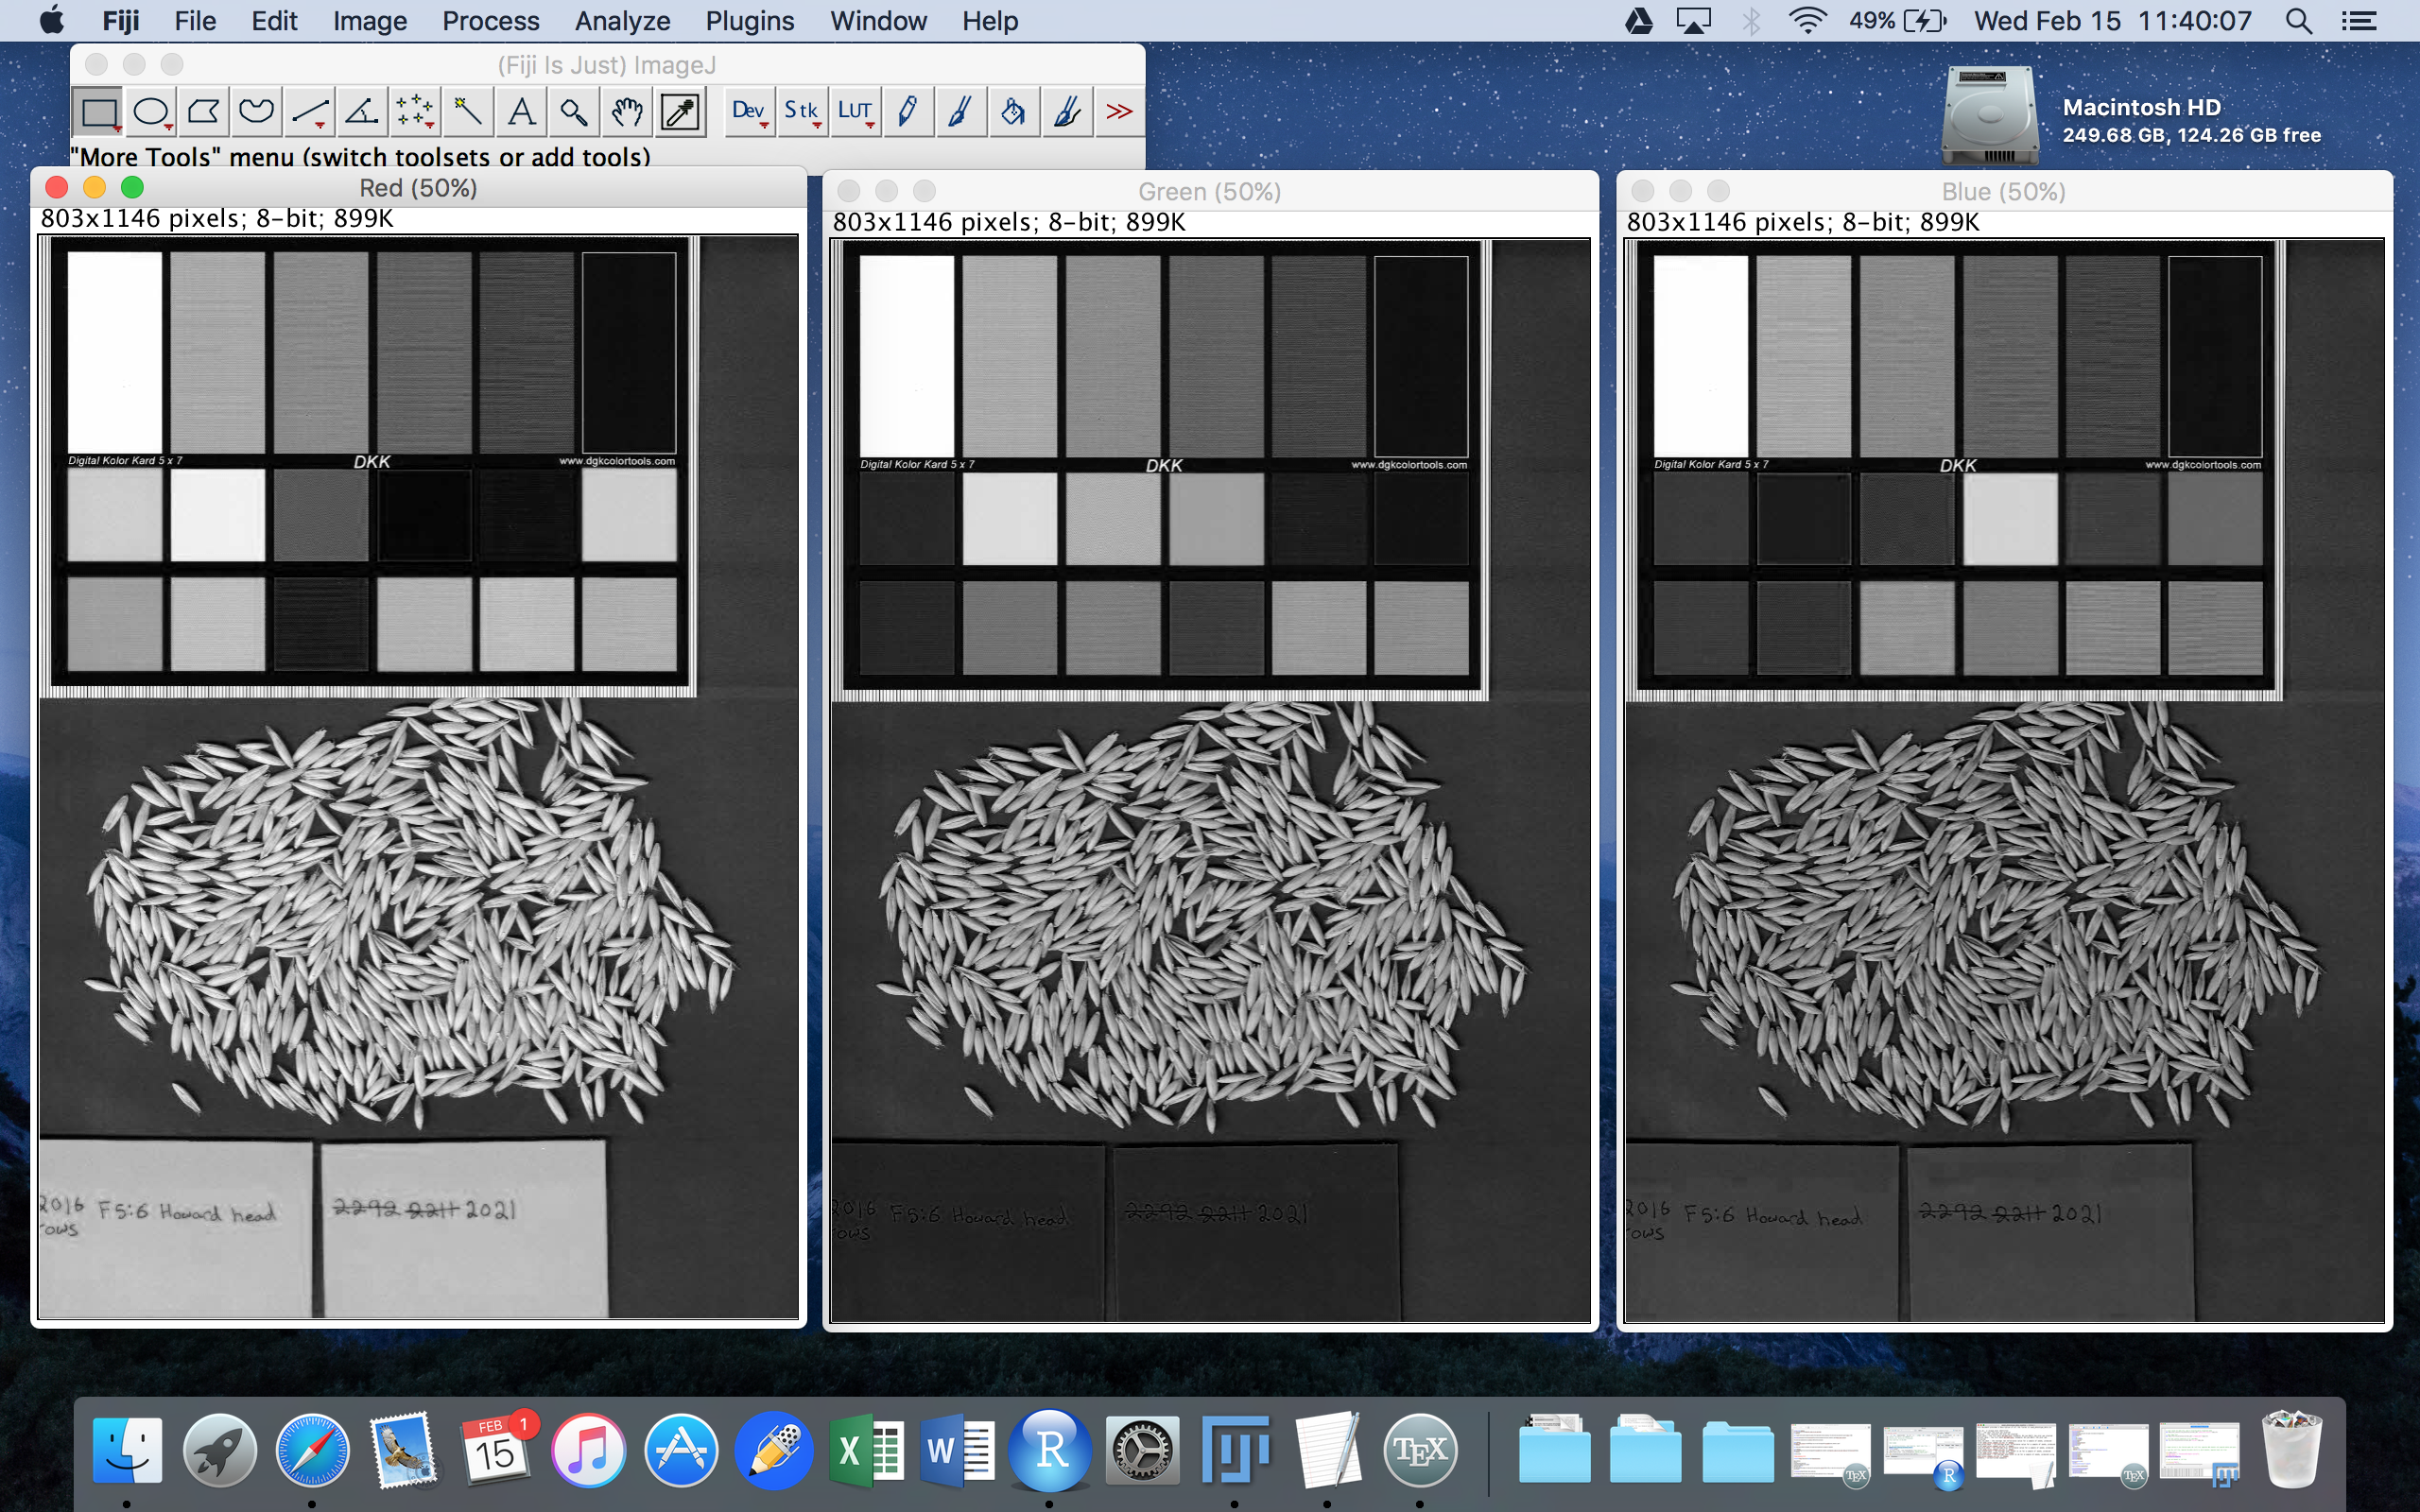 Fiji File Edit Image Process Analyze Plugins Window Help 49% Wed Feb 15 11:40:07
(Fiji Is Just) ImageJ
A Dev Stk LUT >>
"More Tools" menu (switch toolsets or add tools)
Macintosh HD
249.68 GB, 124.26 GB free
Red (50%)
803x1146 pixels; 8-bit; 899K
Digital Kolor Kard 5 x 7 DKK www.dgkcolortools.com
2016 F5:6 Howard head
rows
2292 2211 2021
Green (50%)
803x1146 pixels; 8-bit; 899K
Digital Kolor Kard 5 x 7 DKK www.dgkcolortools.com
2016 F5:6 Howard head
rows
2292 2211 2021
Blue (50%)
803x1146 pixels; 8-bit; 899K
Digital Kolor Kard 5 x 7 DKK www.dgkcolortools.com
2016 F5:6 Howard head
rows
2292 2211 2021
FEB 1
15
X W R TEX
TEX R TEX